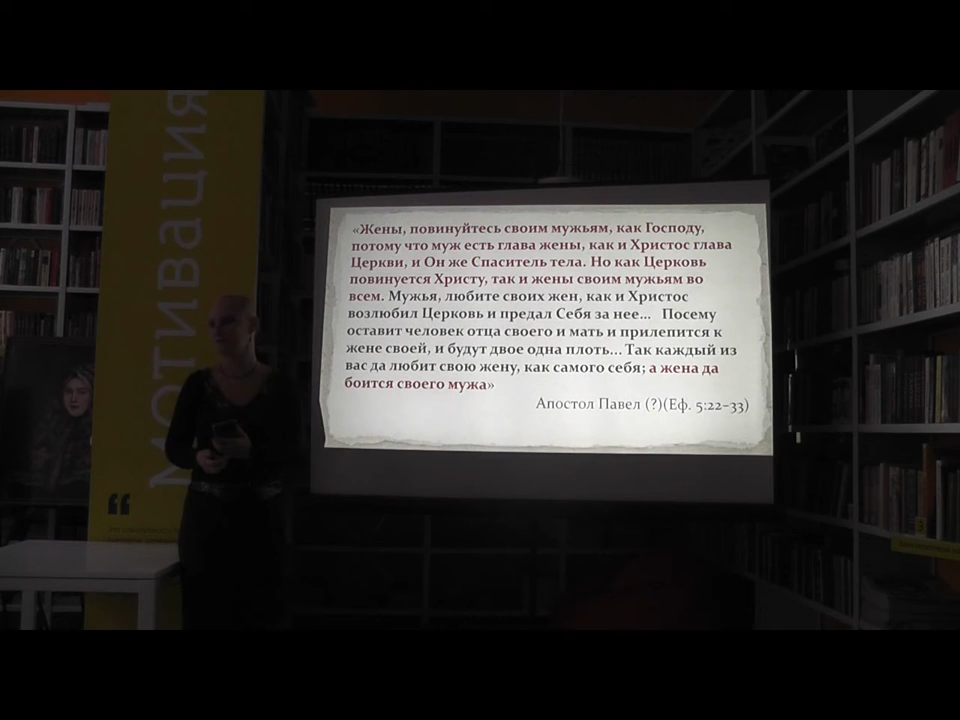 мотивация
«Жены, повинуйтесь своим мужьям, как Господу,
потому что муж есть глава жены, как и Христос глава
Церкви, и Он же Спаситель тела. Но как Церковь
повинуется Христу, так и жены своим мужьям во
всем. Мужья, любите своих жен, как и Христос
возлюбил Церковь и предал Себя за нее... Посему
оставит человек отца своего и мать и прилепится к
жене своей, и будут двое одна плоть... Так каждый из
вас да любит свою жену, как самого себя; а жена да
боится своего мужа»
Апостол Павел (?)(Еф. 5:22-33)